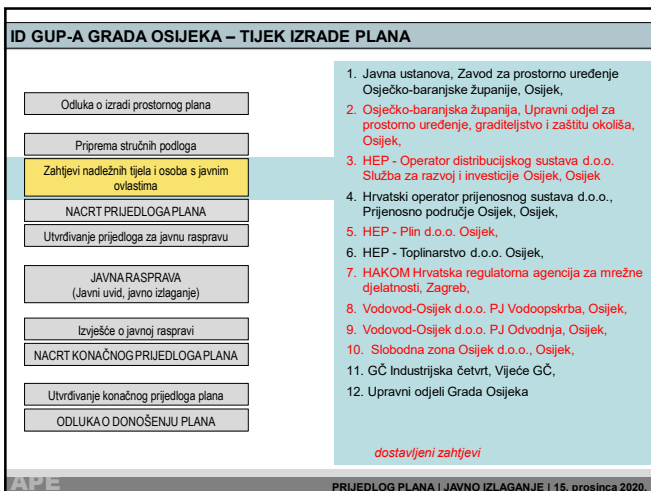 ID GUP-A GRADA OSIJEKA – TIJEK IZRADE PLANA
Odluka o izradi prostornog plana
Priprema stručnih podloga
Zahtjevi nadležnih tijela i osoba s javnim
ovlastima
NACRT PRIJEDLOGA PLANA
Utvrđivanje prijedloga za javnu raspravu
JAVNA RASPRAVA
(Javni uvid, javno izlaganje)
Izvješće o javnoj raspravi
NACRT KONAČNOG PRIJEDLOGA PLANA
Utvrđivanje konačnog prijedloga plana
ODLUKA O DONOŠENJU PLANA
1. Javna ustanova, Zavod za prostorno uređenje
Osječko-baranjske županije, Osijek,
2. Osječko-baranjska županija, Upravni odjel za
prostorno uređenje, graditeljstvo i zaštitu okoliša,
Osijek,
3. HEP - Operator distribucijskog sustava d.o.o.
Služba za razvoj i investicije Osijek, Osijek
4. Hrvatski operator prijenosnog sustava d.o.o.,
Prijenosno područje Osijek, Osijek,
5. HEP - Plin d.o.o. Osijek,
6. HEP - Toplinarstvo d.o.o. Osijek,
7. HAKOM Hrvatska regulatorna agencija za mrežne
djelatnosti, Zagreb,
8. Vodovod-Osijek d.o.o. PJ Vodoopskrba, Osijek,
9. Vodovod-Osijek d.o.o. PJ Odvodnja, Osijek,
10. Slobodna zona Osijek d.o.o., Osijek,
11. GČ Industrijska četvrt, Vijeće GČ,
12. Upravni odjeli Grada Osijeka
dostavljeni zahtjevi
APE
PRIJEDLOG PLANA | JAVNO IZLAGANJE | 15. prosinca 2020.